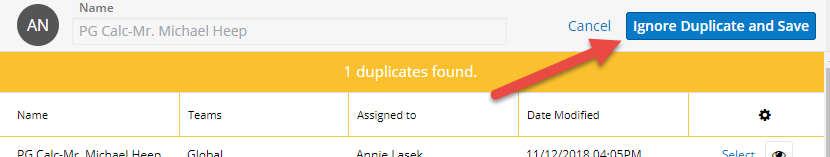 Name
AN
PG Calc-Mr. Michael Heep
Cancel
Ignore Duplicate and Save
1 duplicates found.
Name Teams Assigned to Date Modified
PG Calc-Mr. Michael Heep Global Annie Lasek 11/12/2018 04:05PM Select